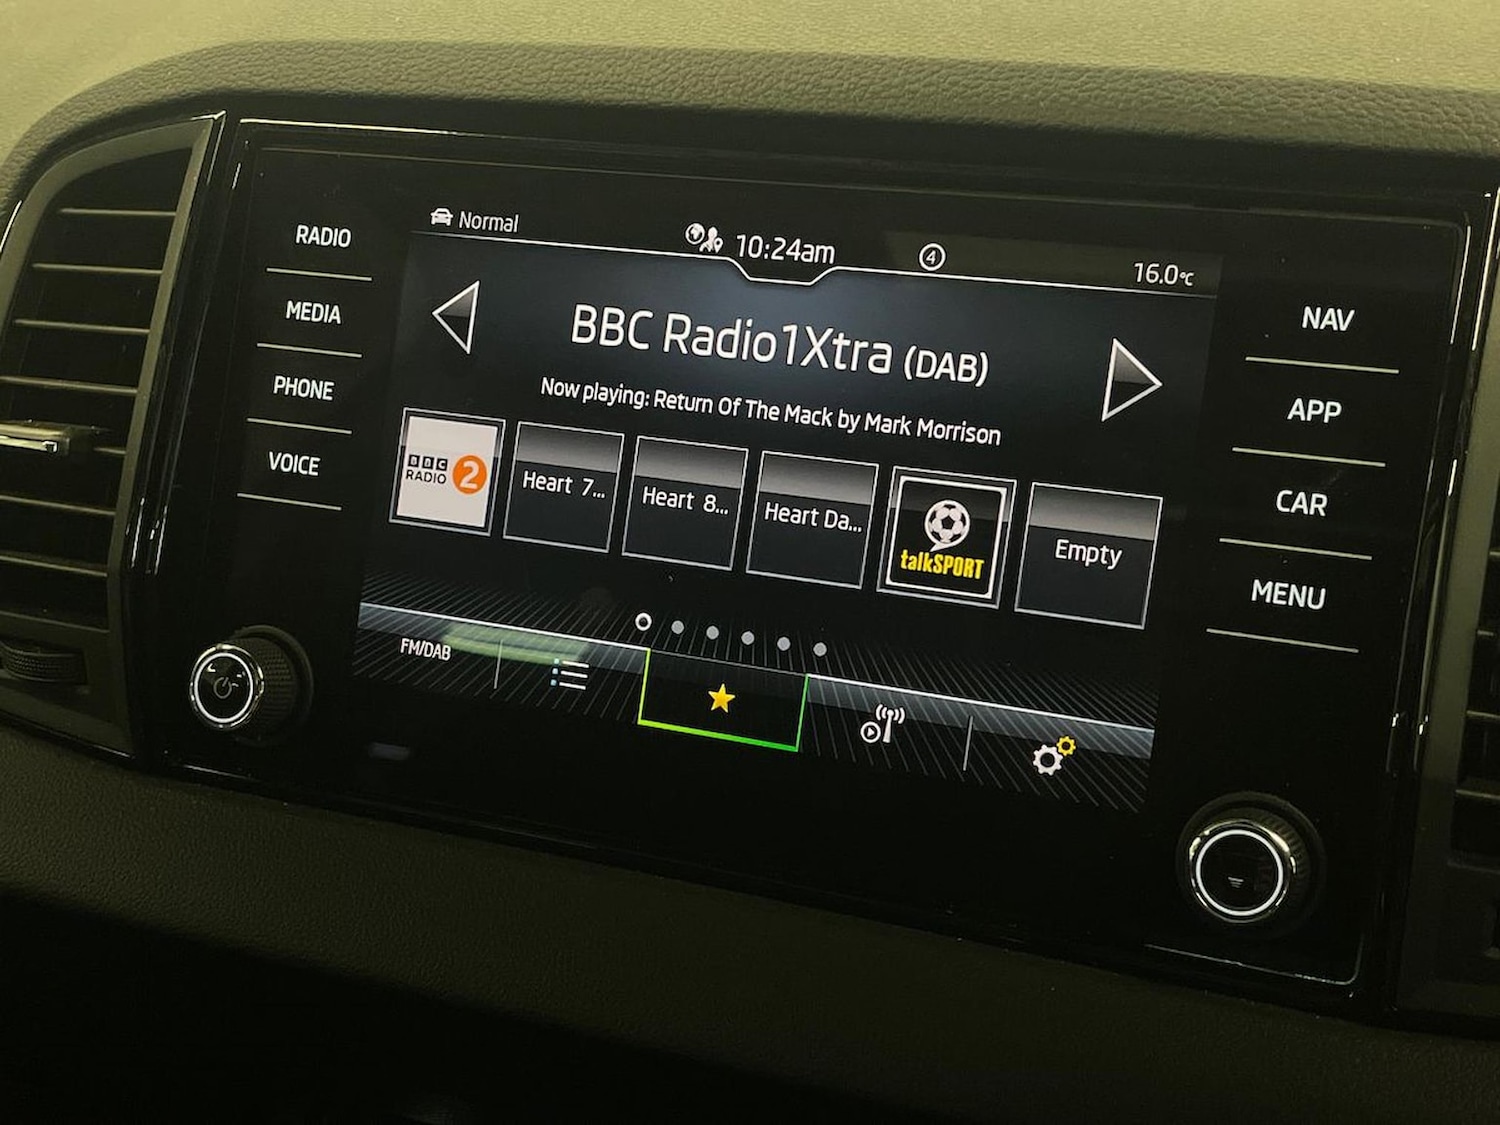 RADIO
MEDIA
PHONE
VOICE
Normal
10:24am
4
16.0°C
BBC Radio1Xtra (DAB)
Now playing: Return Of The Mack by Mark Morrison
BBC
RADIO 2
Heart 7...
Heart 8...
Heart Da...
talkSPORT
Empty
FM/DAB
NAV
APP
CAR
MENU